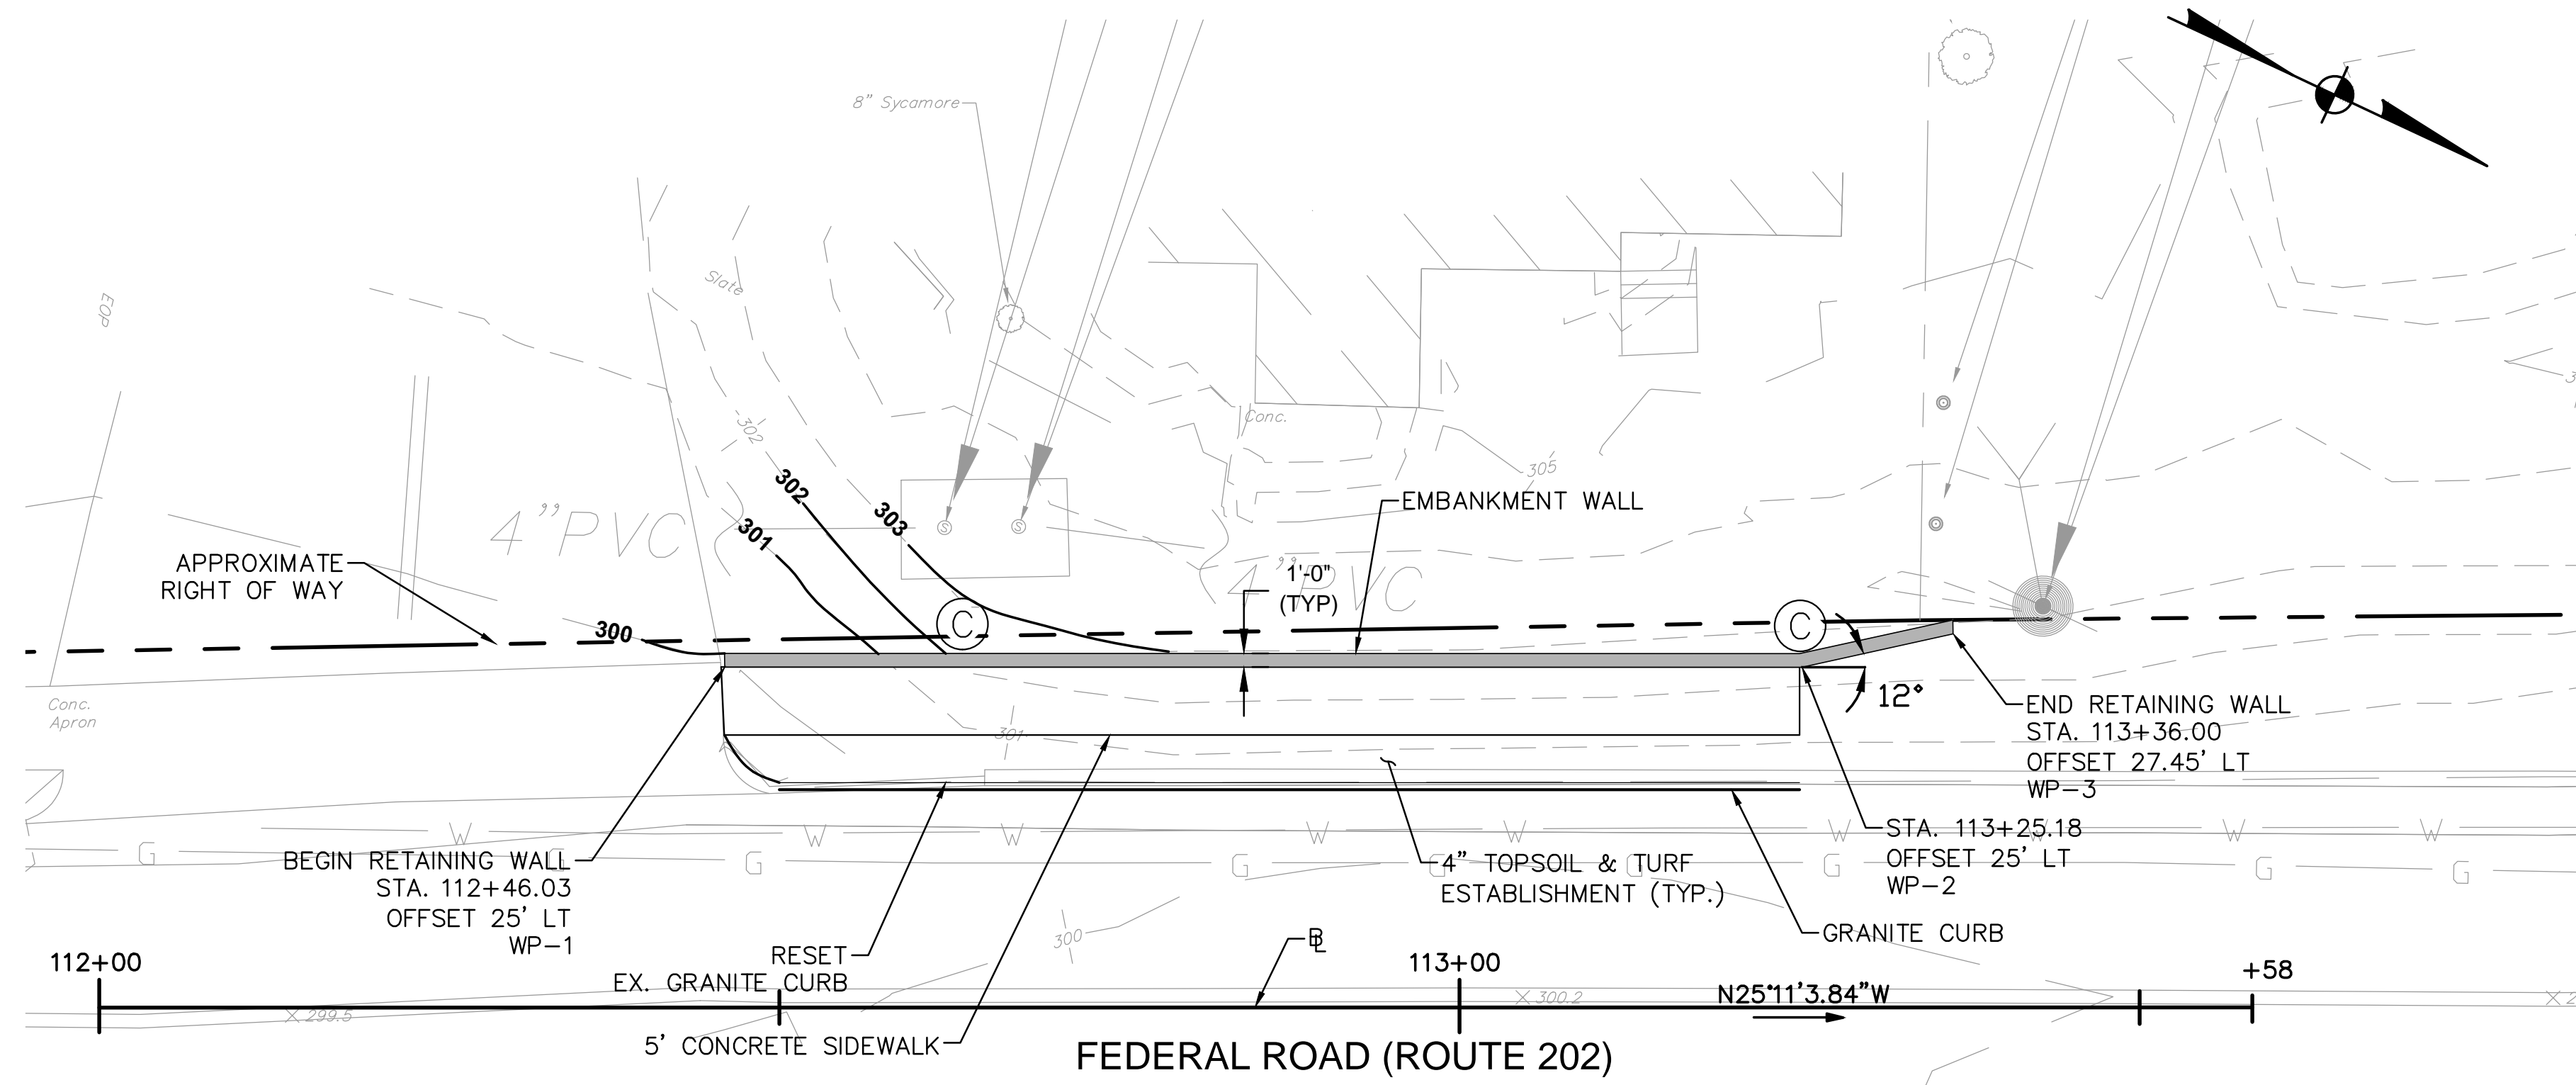 8" Sycamore
Slate
EOP
302
Conc.
305
302
303
301
4"PVC
EMBANKMENT WALL
APPROXIMATE
RIGHT OF WAY
1'-0"
(TYP)
4"PVC
300
C
C
12°
Conc.
Apron
301
END RETAINING WALL
STA. 113+36.00
OFFSET 27.45' LT
WP-3
W W W W W W W W W
STA. 113+25.18
OFFSET 25' LT
WP-2
G G G G G G G G G
BEGIN RETAINING WALL
STA. 112+46.03
OFFSET 25' LT
WP-1
4" TOPSOIL & TURF
ESTABLISHMENT (TYP.)
GRANITE CURB
RESET
EX. GRANITE CURB
300
BL
112+00
113+00
+58
N25°11'3.84"W
299.5
300.2
5' CONCRETE SIDEWALK
FEDERAL ROAD (ROUTE 202)
S
S